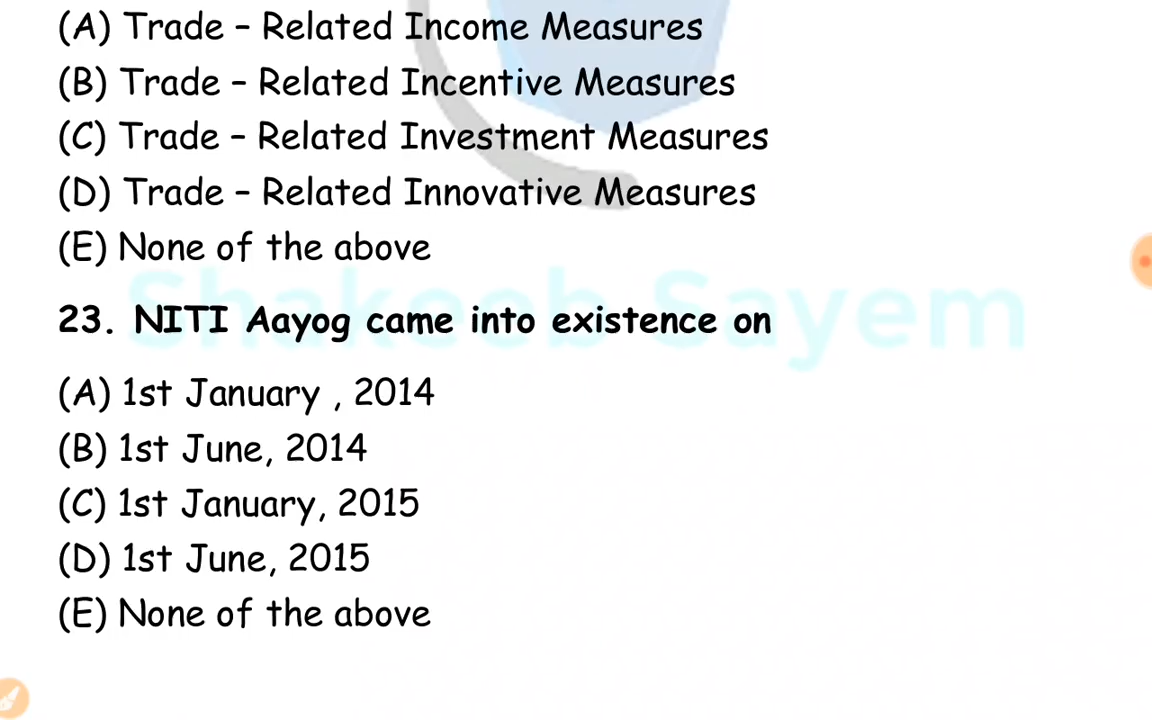 (A) Trade – Related Income Measures
(B) Trade – Related Incentive Measures
(C) Trade – Related Investment Measures
(D) Trade – Related Innovative Measures
(E) None of the above
Shakeeb Sayem
23. NITI Aayog came into existence on
(A) 1st January , 2014
(B) 1st June, 2014
(C) 1st January, 2015
(D) 1st June, 2015
(E) None of the above